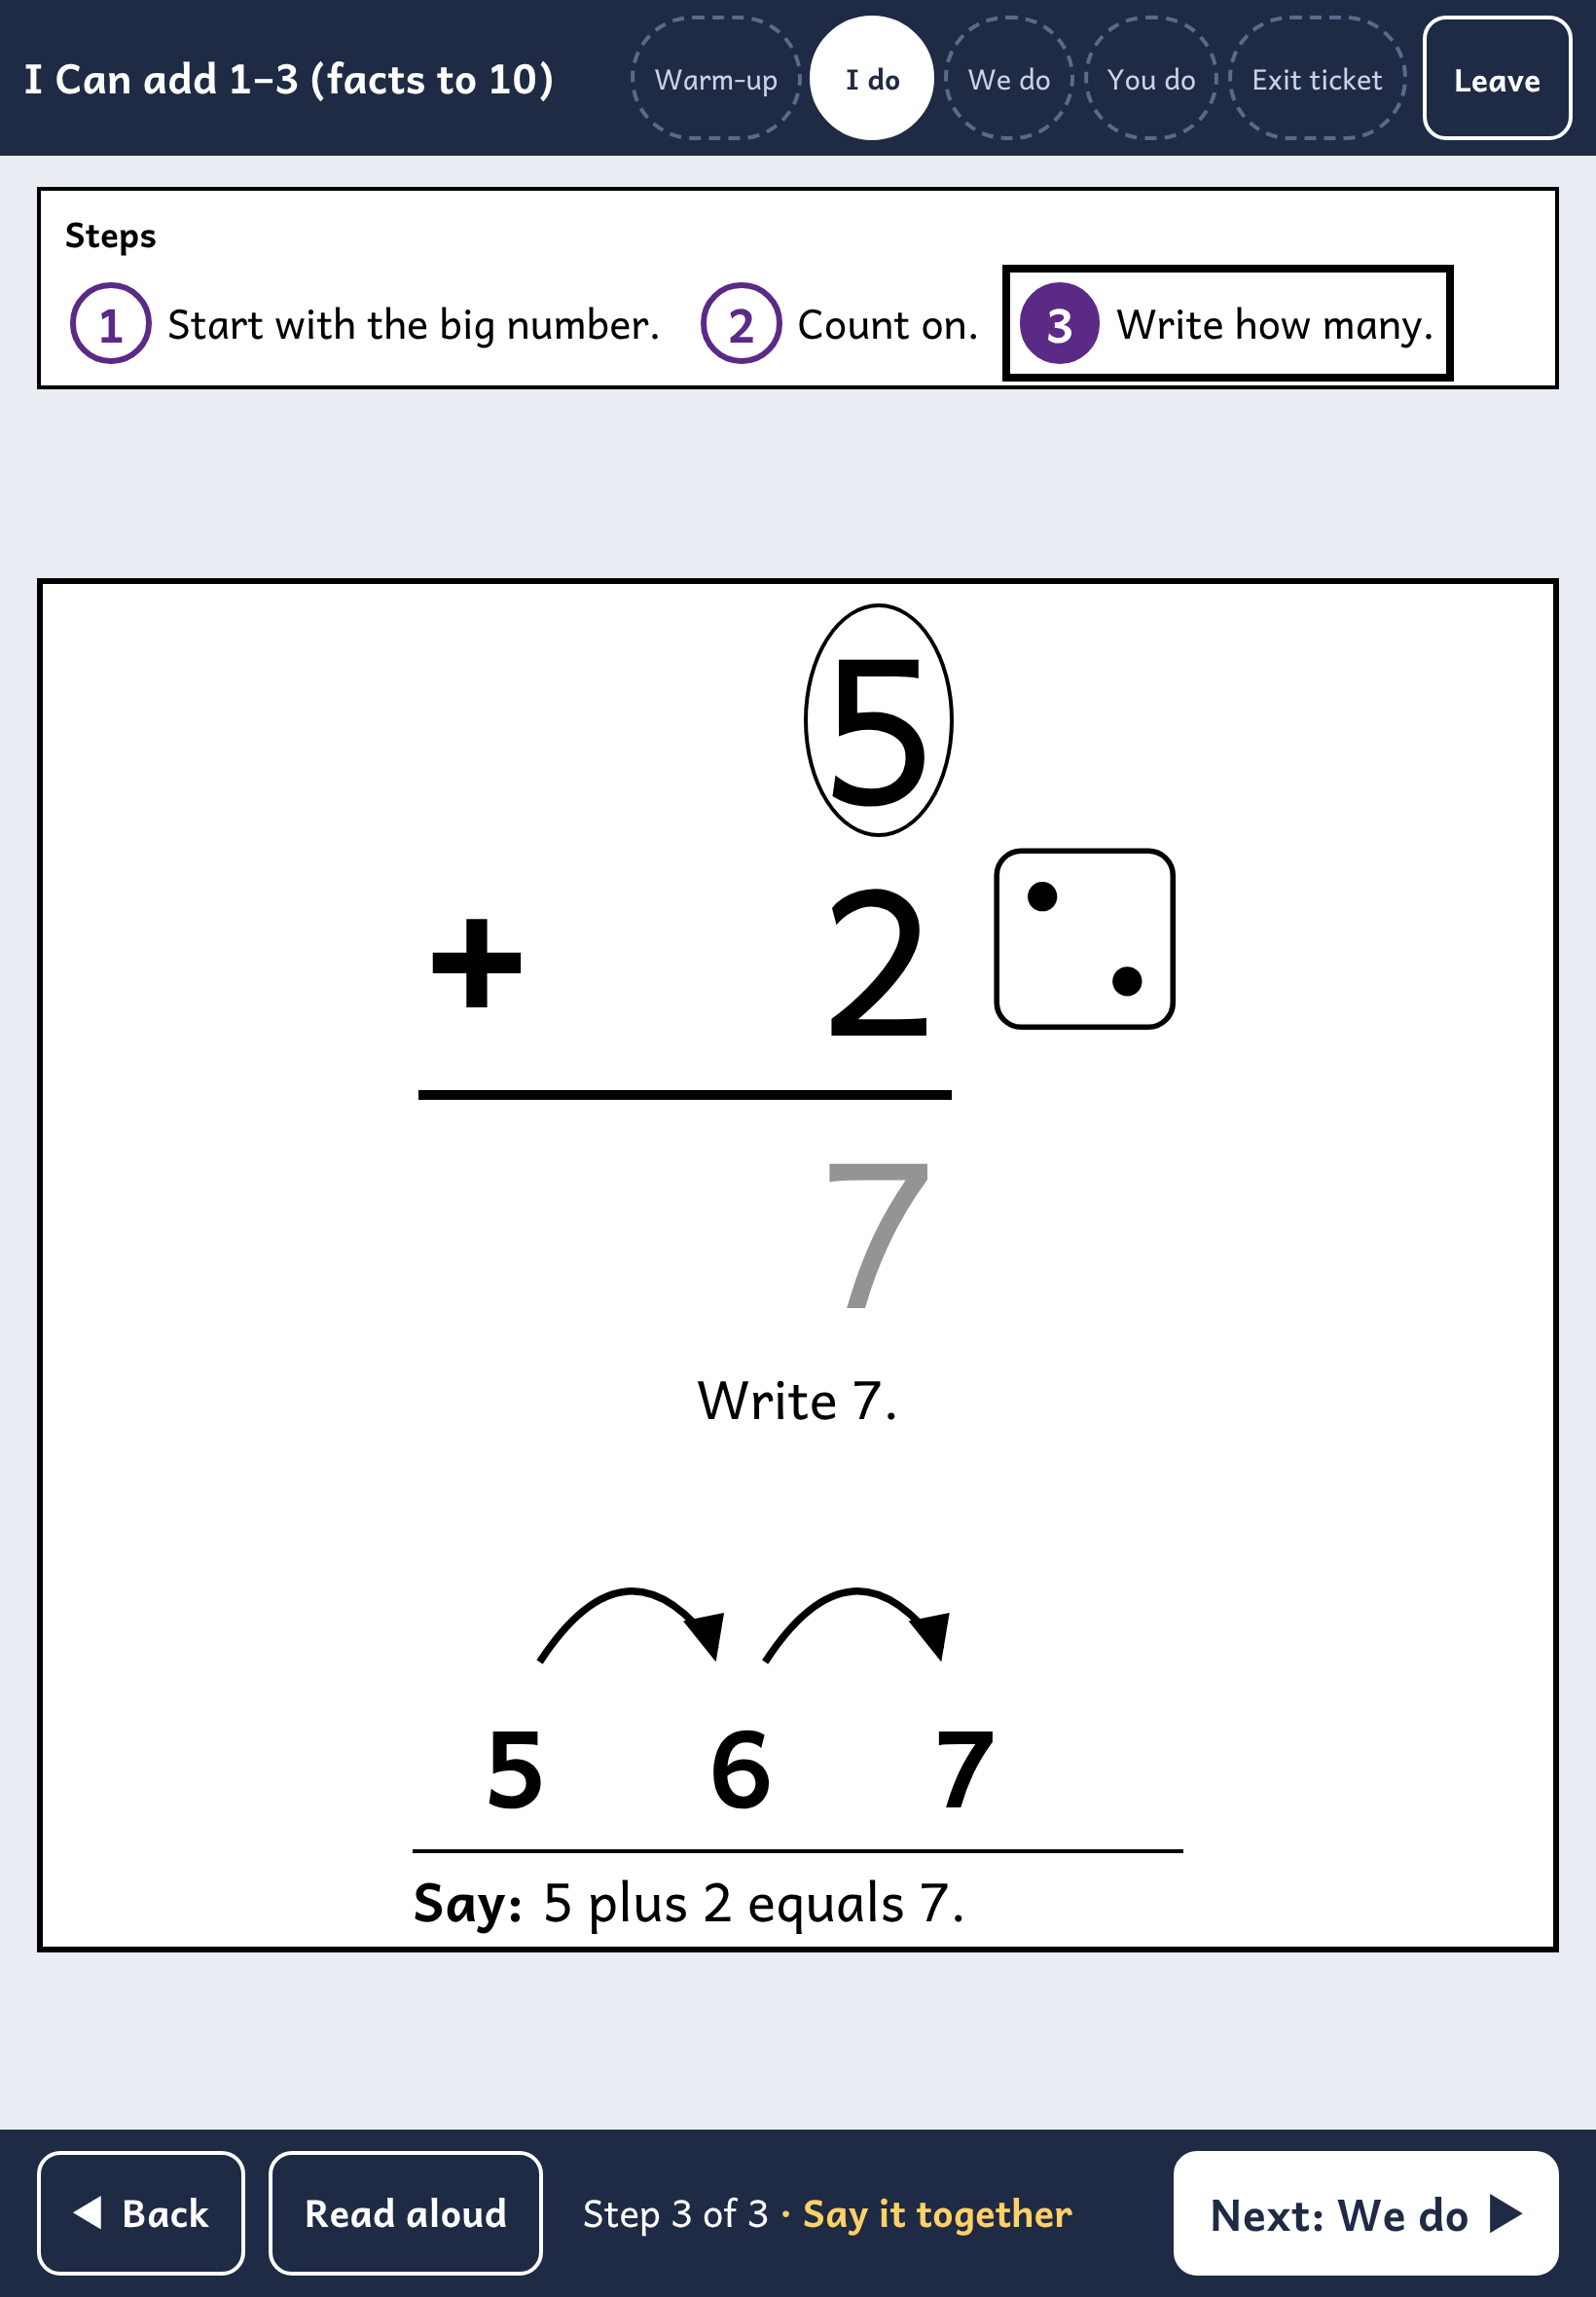 I Can add 1–3 (facts to 10)
Warm-up
I do
We do
You do
Exit ticket
Leave
Steps
1 Start with the big number.
2 Count on.
3 Write how many.
5
+ 2
7
Write 7.
5 6 7
Say: 5 plus 2 equals 7.
Back
Read aloud
Step 3 of 3 · Say it together
Next: We do